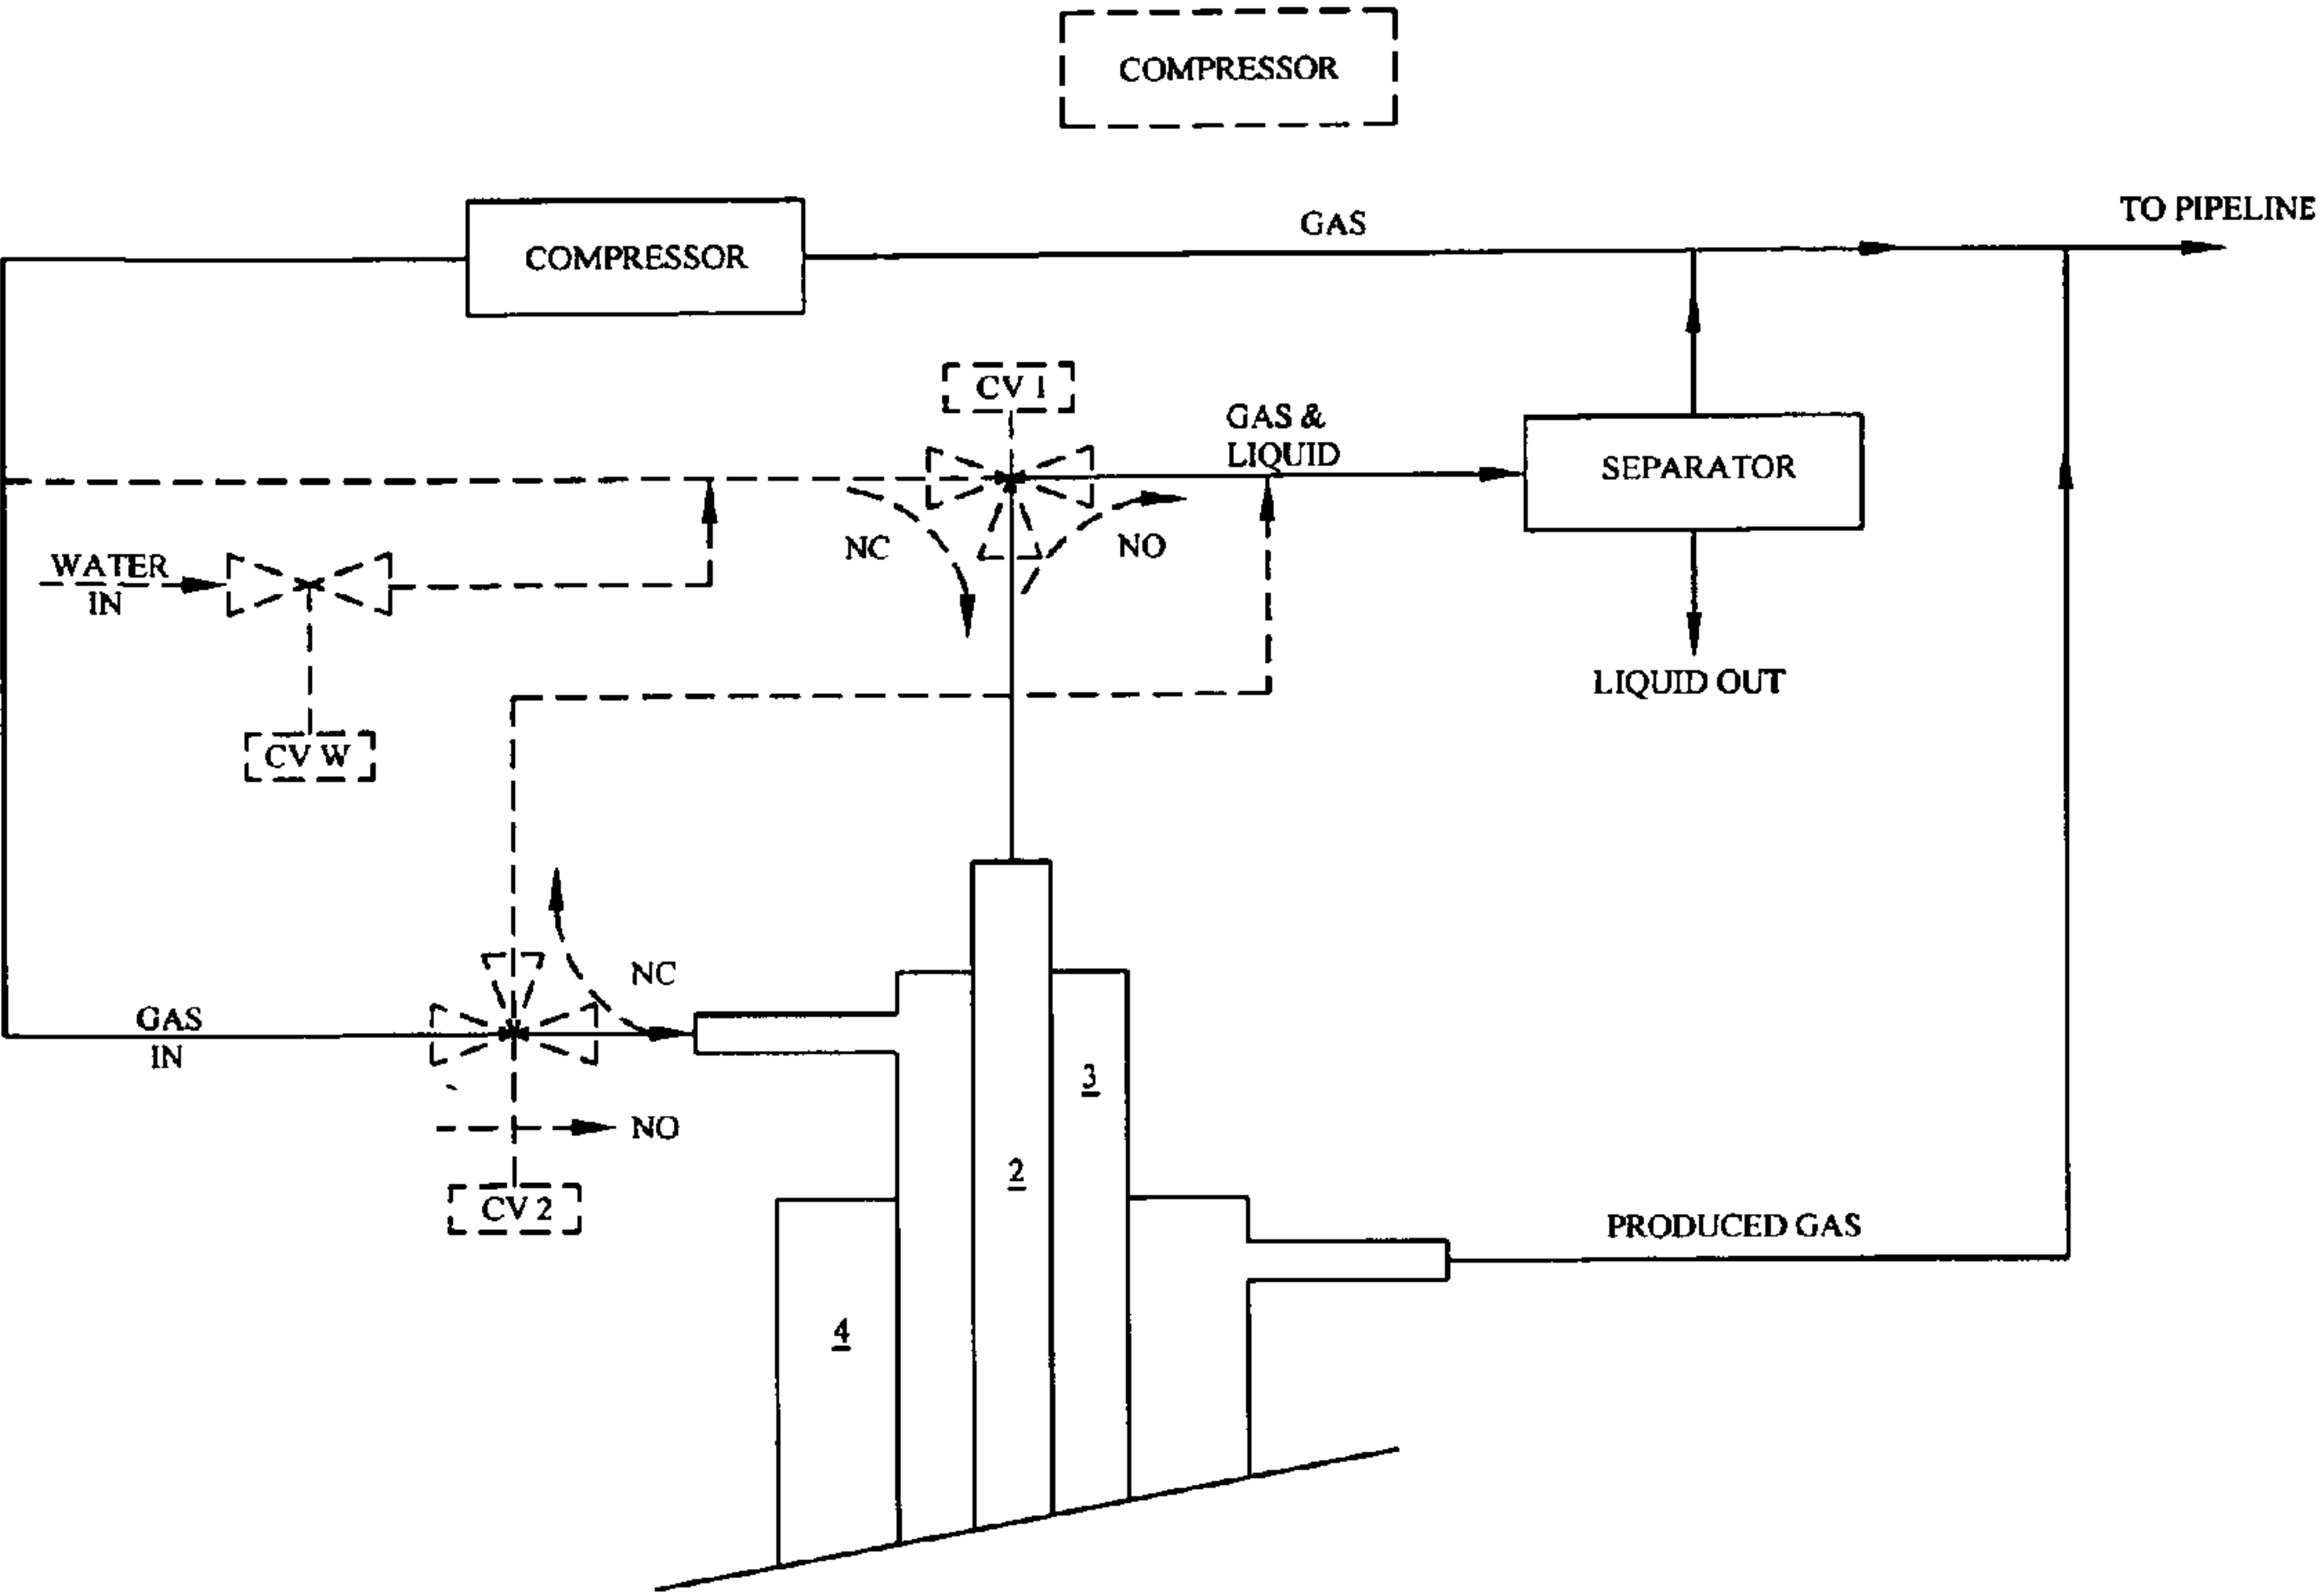 COMPRESSOR
TO PIPELINE
GAS
COMPRESSOR
CV 1
GAS &
LIQUID
SEPARATOR
NC
NO
WATER
IN
LIQUID OUT
CV W
NC
GAS
IN
3
NO
2
CV 2
PRODUCED GAS
4